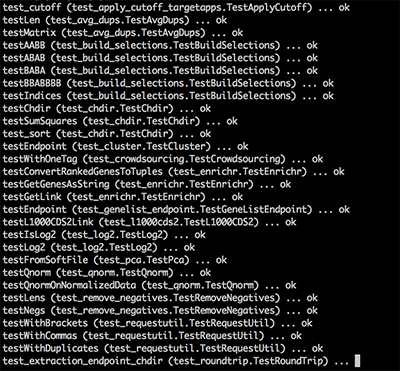 test_cutoff (test_apply_cutoff_targetapps.TestApplyCutoff) ... ok
testLen (test_avg_dups.TestAvgDups) ... ok
testMatrix (test_avg_dups.TestAvgDups) ... ok
testAABB (test_build_selections.TestBuildSelections) ... ok
testABAB (test_build_selections.TestBuildSelections) ... ok
testBABA (test_build_selections.TestBuildSelections) ... ok
testBBABBB (test_build_selections.TestBuildSelections) ... ok
testIndices (test_build_selections.TestBuildSelections) ... ok
testChdir (test_chdir.TestChdir) ... ok
testSumSquares (test_chdir.TestChdir) ... ok
test_sort (test_chdir.TestChdir) ... ok
testEndpoint (test_cluster.TestCluster) ... ok
testWithOneTag (test_crowdsourcing.TestCrowdsourcing) ... ok
testConvertRankedGenesToTuples (test_enrichr.TestEnrichr) ... ok
testGetGenesAsString (test_enrichr.TestEnrichr) ... ok
testGetLink (test_enrichr.TestEnrichr) ... ok
testEndpoint (test_genelist_endpoint.TestGeneListEndpoint) ... ok
testL1000CDS2Link (test_l1000cds2.TestL1000CDS2) ... ok
testIsLog2 (test_log2.TestLog2) ... ok
testLog2 (test_log2.TestLog2) ... ok
testFromSoftFile (test_pca.TestPca) ... ok
testQnorm (test_qnorm.TestQnorm) ... ok
testQnormOnNormalizedData (test_qnorm.TestQnorm) ... ok
testLens (test_remove_negatives.TestRemoveNegatives) ... ok
testNegs (test_remove_negatives.TestRemoveNegatives) ... ok
testWithBrackets (test_requestutil.TestRequestUtil) ... ok
testWithCommas (test_requestutil.TestRequestUtil) ... ok
testWithDuplicates (test_requestutil.TestRequestUtil) ... ok
test_extraction_endpoint_chdir (test_roundtrip.TestRoundTrip) ...